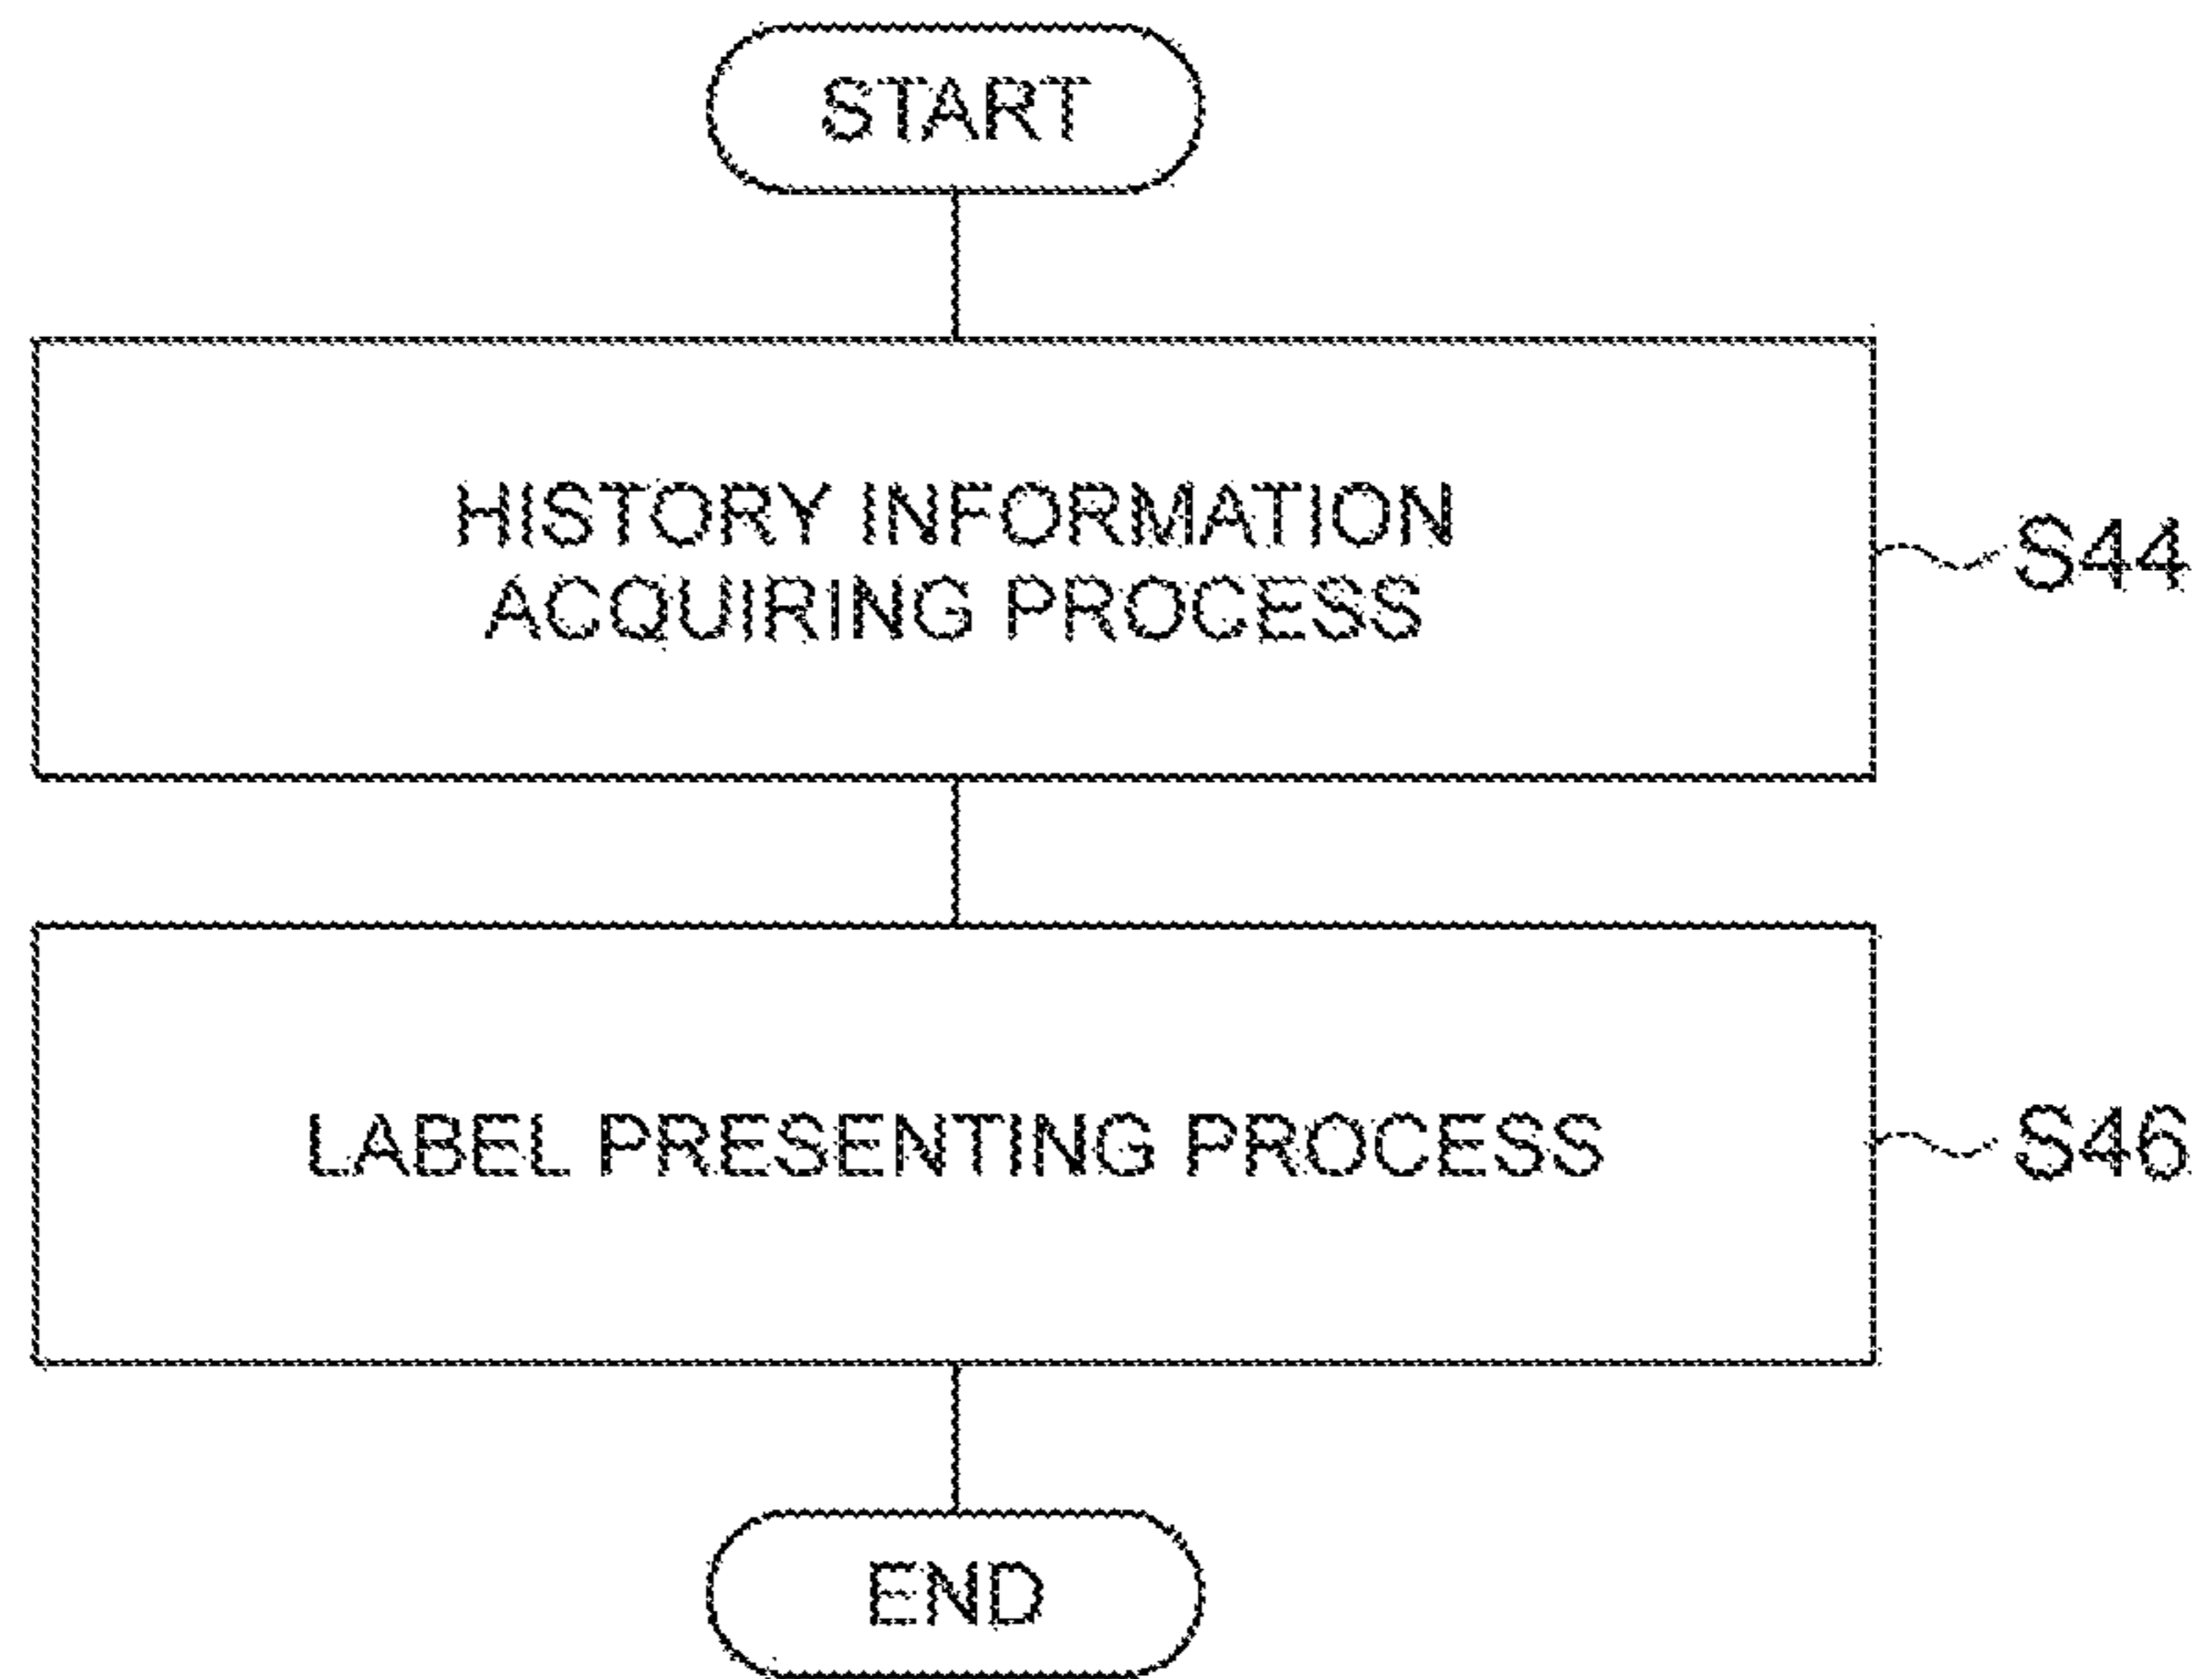 START
HISTORY INFORMATION
ACQUIRING PROCESS
S44
LABEL PRESENTING PROCESS
S46
END